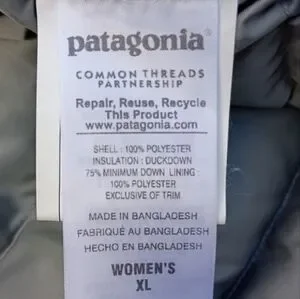 patagonia®
COMMON THREADS
PARTNERSHIP
Repair, Reuse, Recycle
This Product
www.patagonia.com
SHELL : 100% POLYESTER
INSULATION : DUCKDOWN
75% MINIMUM DOWN LINING :
100% POLYESTER
EXCLUSIVE OF TRIM
MADE IN BANGLADESH
FABRIQUÉ AU BANGLADESH
HECHO EN BANGLADESH
WOMEN'S
XL